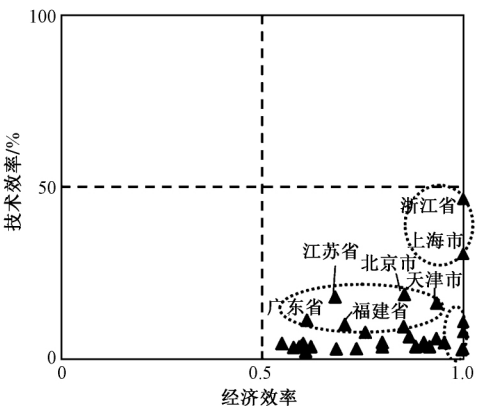 100
技术效率/%
50
浙江省
上海市
江苏省
北京市
天津市
广东省
福建省
0
0
0.5
1.0
经济效率